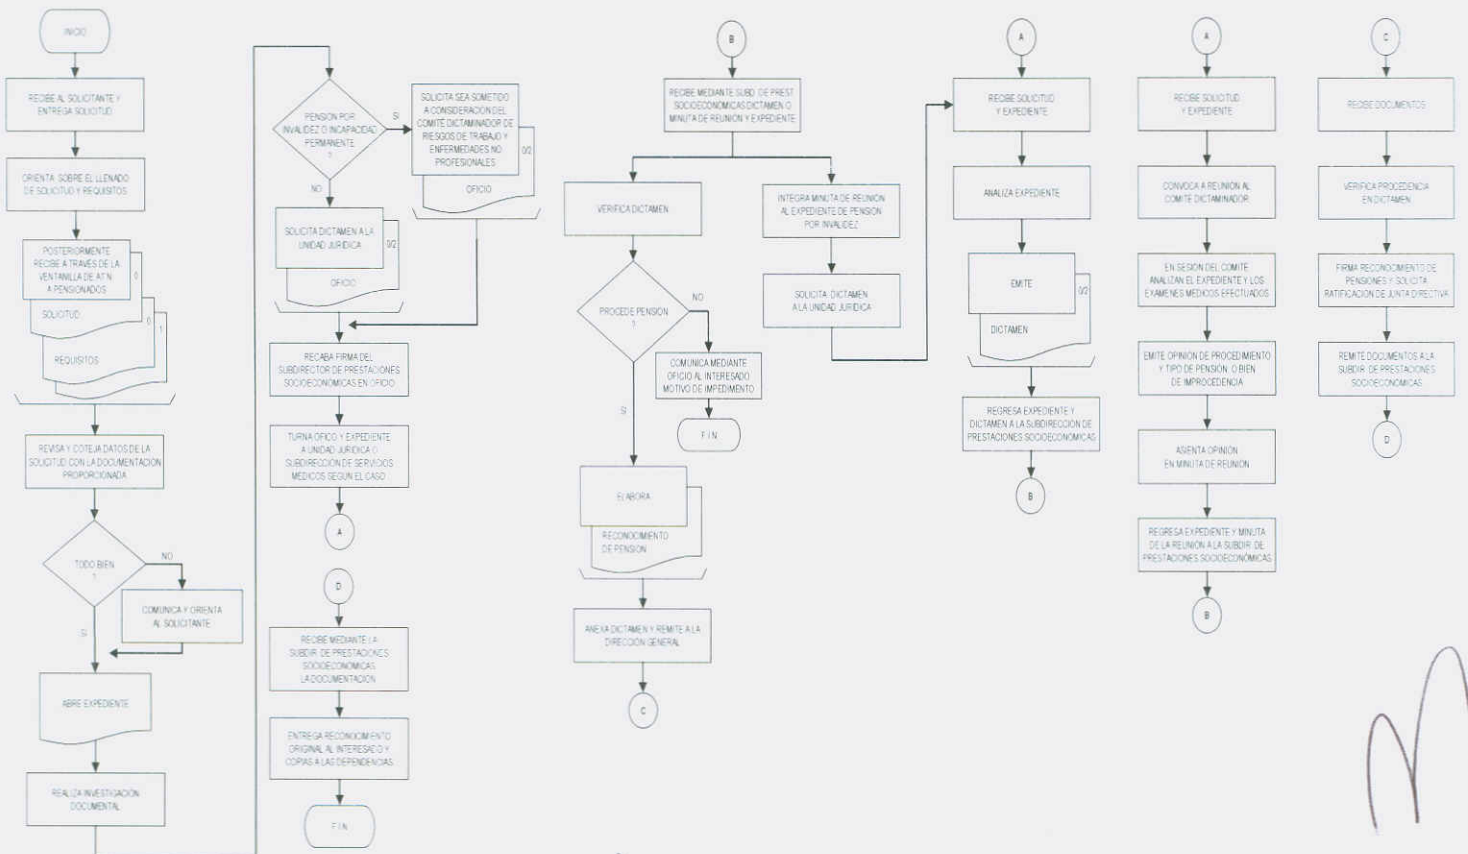 INICIO
RECIBE AL SOLICITANTE Y
ENTREGA SOLICITUD
ORIENTA SOBRE EL LLENADO
DE SOLICITUD Y REQUISITOS
POSTERIORMENTE
RECIBE A TRAVÉS DE LA
VENTANILLA DE AT'N
A PENSIONADOS
0
SOLICITUD
0
1
REQUISITOS
REVISA Y COTEJA DATOS DE LA
SOLICITUD CON LA DOCUMENTACIÓN
PROPORCIONADA
TODO BIEN
?
NO
COMUNICA Y ORIENTA
AL SOLICITANTE
SI
ABRE EXPEDIENTE
REALIZA INVESTIGACIÓN
DOCUMENTAL
PENSIÓN POR
INVALIDEZ O INCAPACIDAD
PERMANENTE
?
SI
SOLICITA SEA SOMETIDO
A CONSIDERACIÓN DEL
COMITÉ DICTAMINADOR DE
RIESGOS DE TRABAJO Y
ENFERMEDADES NO
PROFESIONALES
0/2
OFICIO
NO
SOLICITA DICTAMEN A LA
UNIDAD JURÍDICA
0/2
OFICIO
RECABA FIRMA DEL
SUBDIRECTOR DE PRESTACIONES
SOCIOECONÓMICAS EN OFICIO
TURNA OFICO Y EXPEDIENTE
A UNIDAD JURÍDICA O
SUBDIRECCIÓN DE SERVICIOS
MÉDICOS SEGÚN EL CASO
A
D
RECIBE MEDIANTE LA
SUBDIR. DE PRESTACIONES
SOCIOECONÓMICAS
LA DOCUMENTACIÓN
ENTREGA RECONOCIMIENTO
ORIGINAL AL INTERESADO Y
COPIAS A LAS DEPENDENCIAS
FIN
B
RECIBE MEDIANTE SUBD. DE PREST
SOCIOECONÓMICAS DICTAMEN O
MINUTA DE REUNIÓN Y EXPEDIENTE
VERIFICA DICTAMEN
INTEGRA MINUTA DE REUNIÓN
AL EXPEDIENTE DE PENSIÓN
POR INVALIDEZ
SOLICITA DICTAMEN
A LA UNIDAD JURÍDICA
PROCEDE PENSIÓN
?
NO
COMUNICA MEDIANTE
OFICIO AL INTERESADO
MOTIVO DE IMPEDIMENTO
FIN
SI
ELABORA
RECONOCIMIENTO
DE PENSIÓN
ANEXA DICTAMEN Y REMITE A LA
DIRECCIÓN GENERAL
C
A
RECIBE SOLICITUD
Y EXPEDIENTE
ANALIZA EXPEDIENTE
EMITE
0/2
DICTAMEN
REGRESA EXPEDIENTE Y
DICTAMEN A LA SUBDIRECCIÓN DE
PRESTACIONES SOCIOECONÓMICAS
B
A
RECIBE SOLICITUD
Y EXPEDIENTE
CONVOCA A REUNIÓN AL
COMITÉ DICTAMINADOR
EN SESIÓN DEL COMITÉ
ANALIZAN EL EXPEDIENTE Y LOS
EXÁMENES MÉDICOS EFECTUADOS
EMITE OPINIÓN DE PROCEDIMIENTO
Y TIPO DE PENSIÓN O BIEN
DE IMPROCEDENCIA
ASIENTA OPINIÓN
EN MINUTA DE REUNIÓN
REGRESA EXPEDIENTE Y MINUTA
DE LA REUNIÓN A LA SUBDIR. DE
PRESTACIONES SOCIOECONÓMICAS
B
C
RECIBE DOCUMENTOS
VERIFICA PROCEDENCIA
EN DICTAMEN
FIRMA RECONOCIMIENTO DE
PENSIONES Y SOLICITA
RATIFICACIÓN DE JUNTA DIRECTIVA
REMITE DOCUMENTOS A LA
SUBDIR. DE PRESTACIONES
SOCIOECONÓMICAS
D